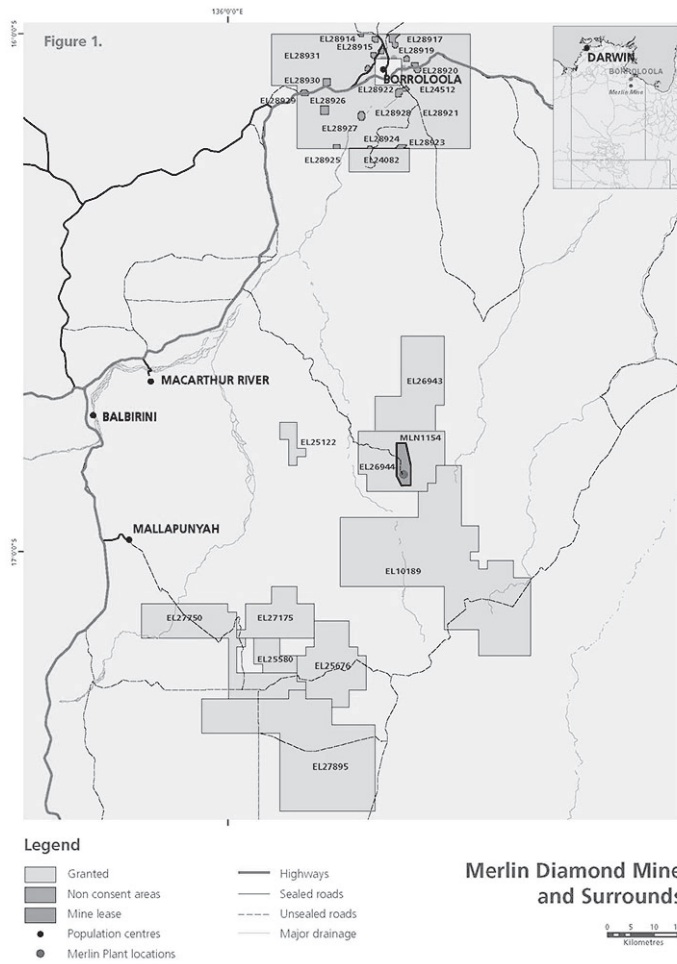 136°0'0"E
16°0'0"S
Figure 1.
EL28914
EL28917
EL28915
EL28919
EL28931
DARWIN
EL28920
BORROLOOLA
BORROLOOLA
EL28930
EL28922
EL24512
Merlin Mine
EL28929
EL28926
EL28928
EL28921
EL28927
EL28924
EL28923
EL28925
EL24082
MACARTHUR RIVER
EL26943
BALBIRINI
MLN1154
EL25122
EL26944
MALLAPUNYAH
17°0'0"S
EL10189
EL27750
EL27175
EL25580
EL25676
EL27895
Legend
Granted
Non consent areas
Mine lease
Population centres
Merlin Plant locations
Highways
Sealed roads
Unsealed roads
Major drainage
Merlin Diamond Mine
and Surrounds
0 5 10
Kilometres